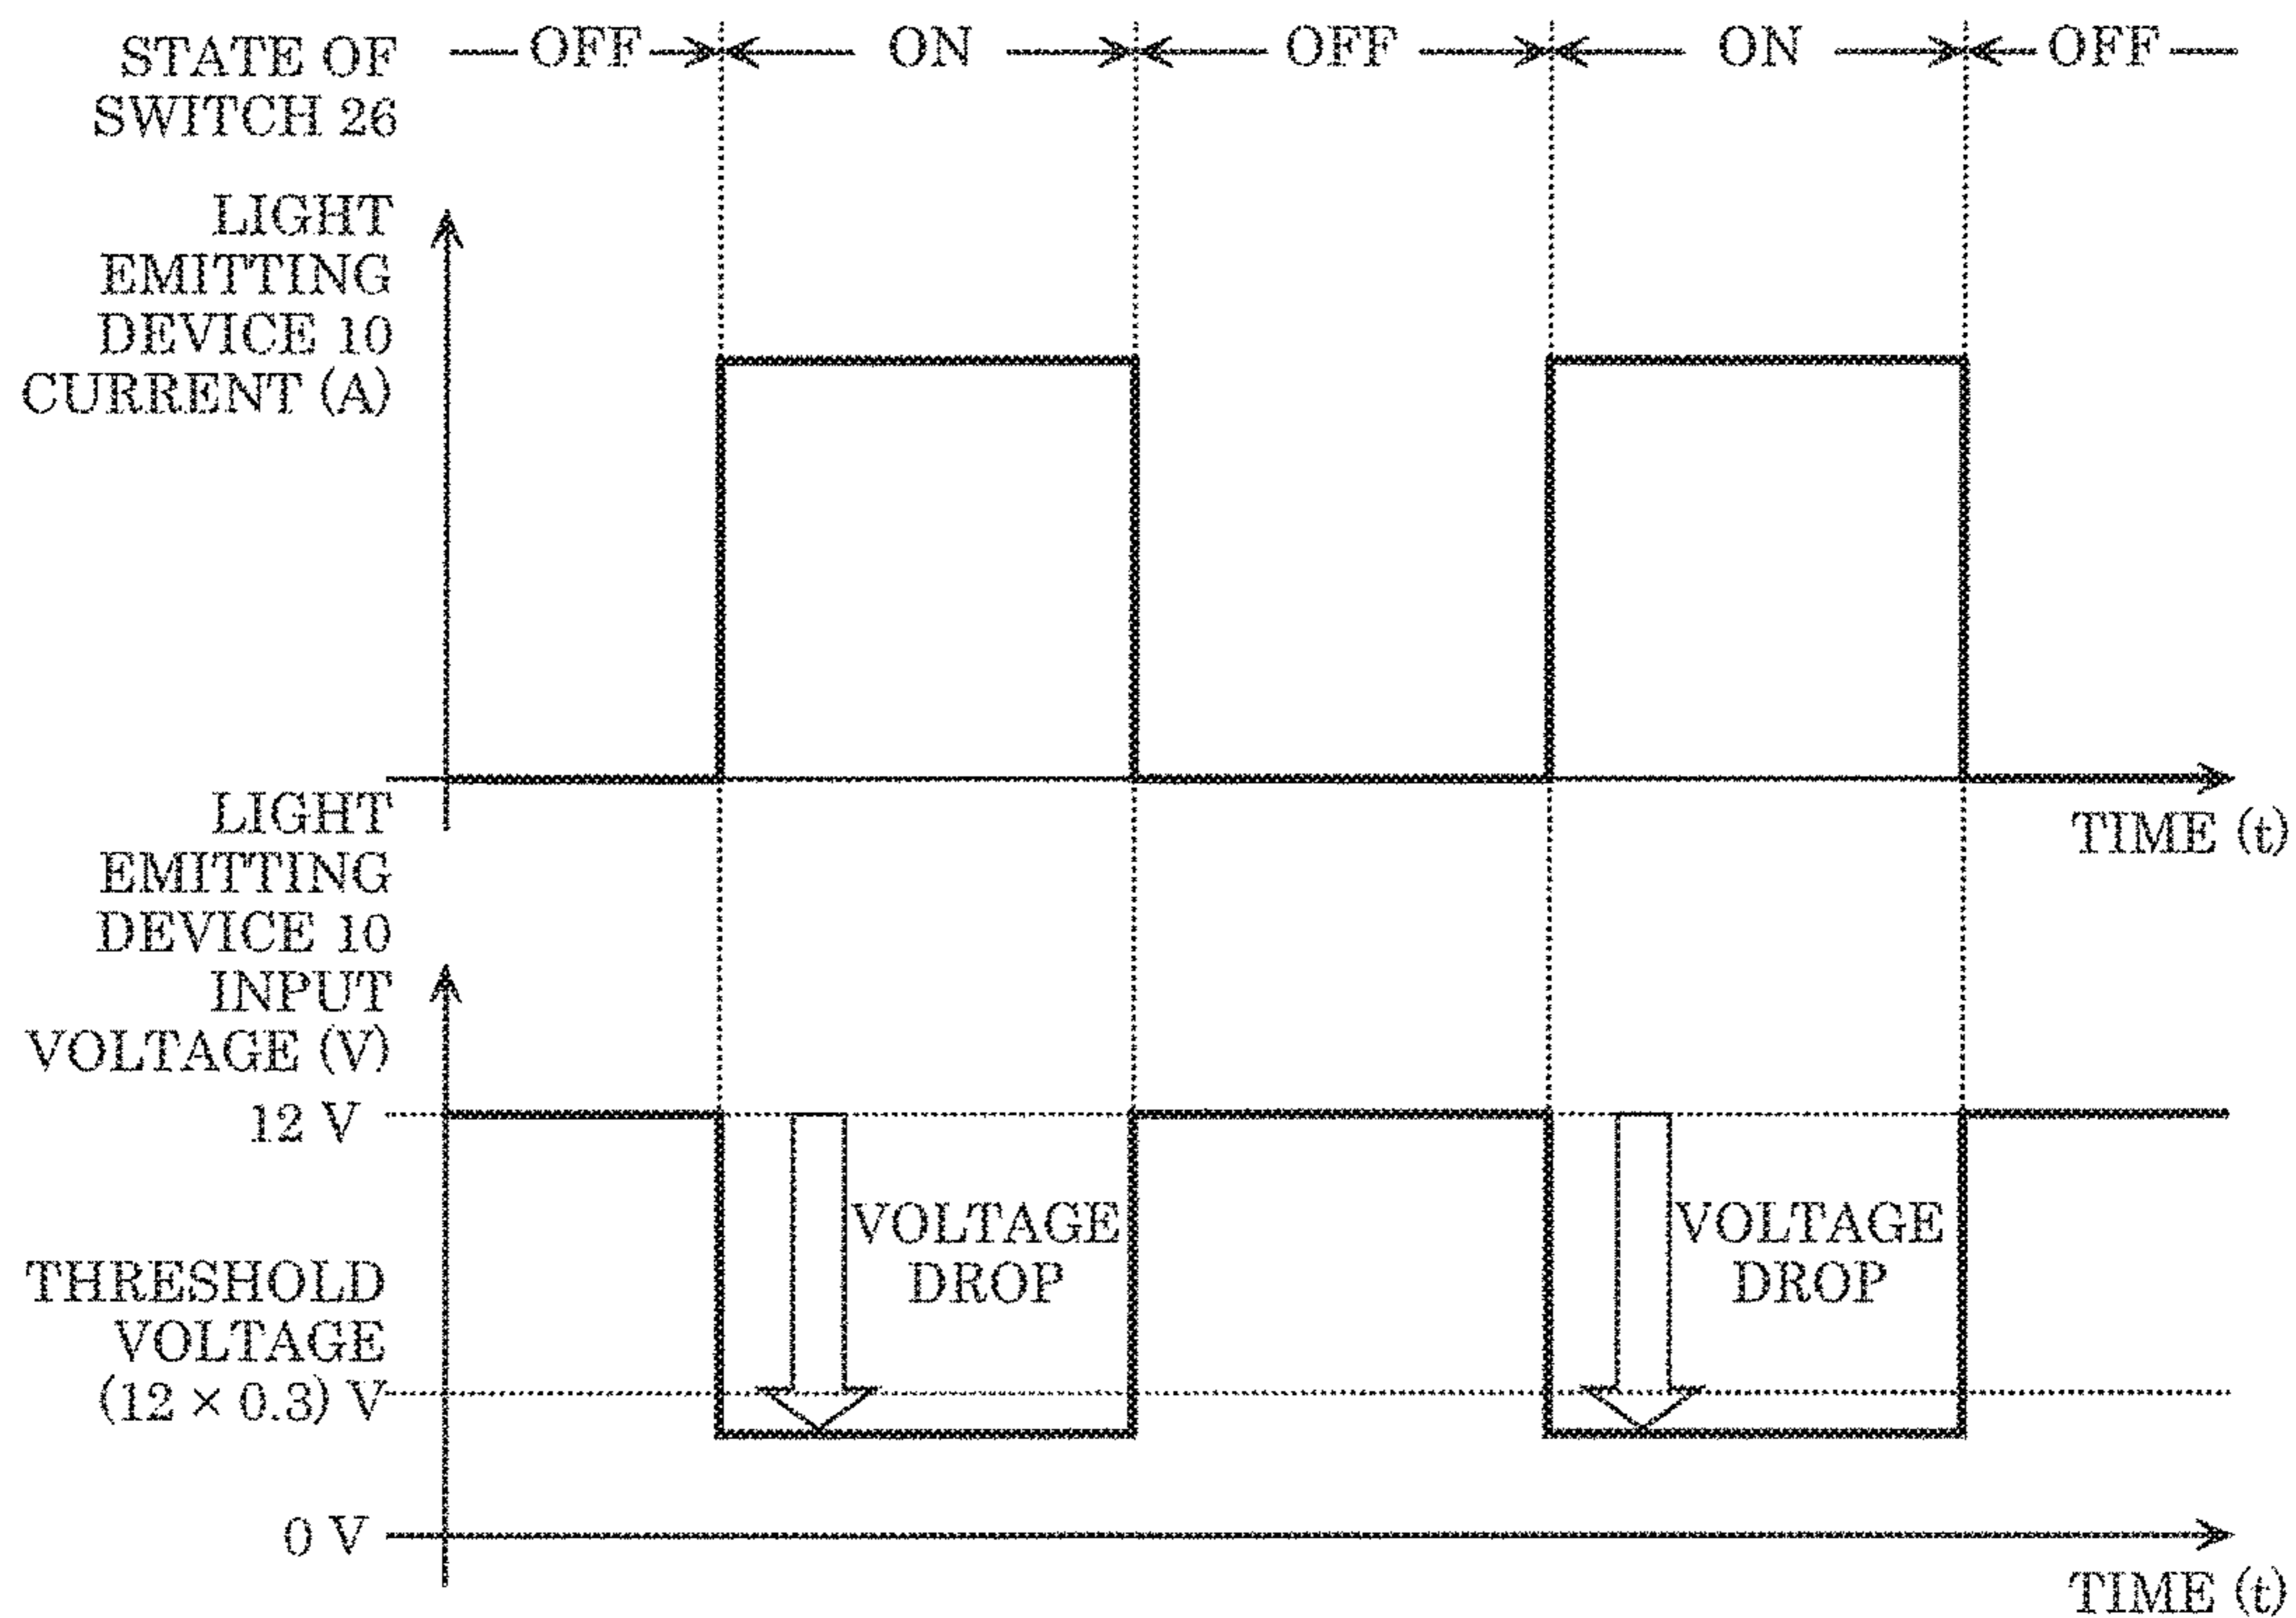 STATE OF
SWITCH 26
OFF ON OFF ON OFF
LIGHT
EMITTING
DEVICE 10
CURRENT (A)
TIME (t)
LIGHT
EMITTING
DEVICE 10
INPUT
VOLTAGE (V)
12 V
VOLTAGE
DROP
VOLTAGE
DROP
THRESHOLD
VOLTAGE
(12 × 0.3) V
0 V
TIME (t)